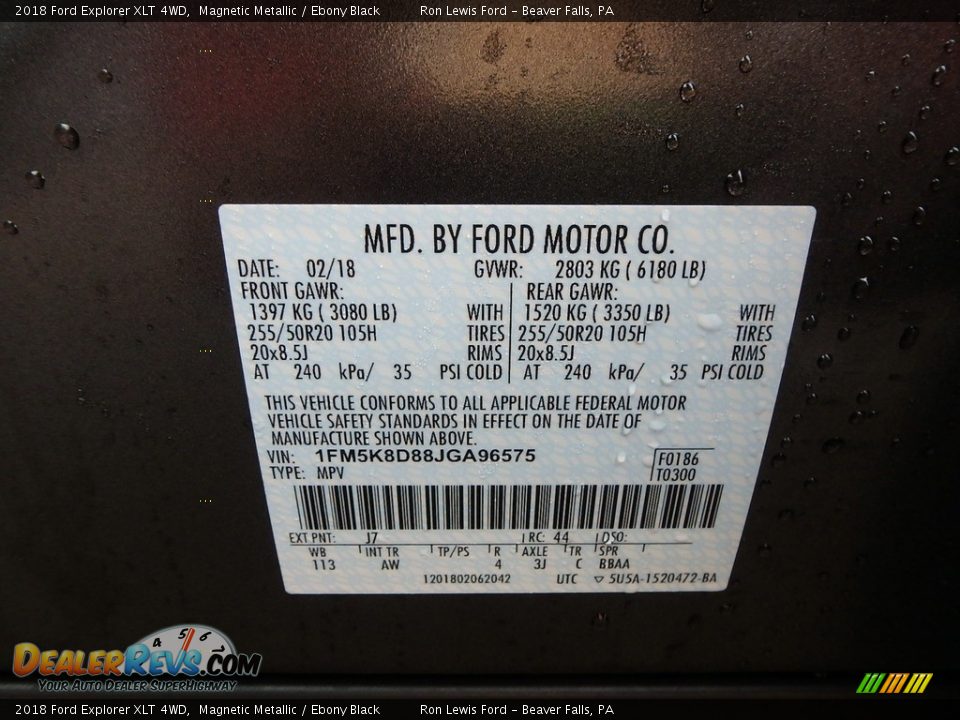 2018 Ford Explorer XLT 4WD, Magnetic Metallic / Ebony Black Ron Lewis Ford - Beaver Falls, PA
MFD. BY FORD MOTOR CO.
DATE: 02/18 GVWR: 2803 KG ( 6180 LB)
FRONT GAWR: REAR GAWR:
1397 KG ( 3080 LB) WITH 1520 KG ( 3350 LB) WITH
255/50R20 105H TIRES 255/50R20 105H TIRES
20x8.5J RIMS 20x8.5J RIMS
AT 240 kPa/ 35 PSI COLD AT 240 kPa/ 35 PSI COLD
THIS VEHICLE CONFORMS TO ALL APPLICABLE FEDERAL MOTOR
VEHICLE SAFETY STANDARDS IN EFFECT ON THE DATE OF
MANUFACTURE SHOWN ABOVE.
VIN: 1FM5K8D88JGA96575 F0186
TYPE: MPV T0300
EXT PNT: J7 RC: 44 DSO:
WB INT TR TP/PS R AXLE TR SPR
113 AW 4 3J C BBAA
1201802062042 UTC ▽ 5U5A-1520472-BA
4 5 6
DEALERREVS.COM
YOUR AUTO DEALER SUPERHIGHWAY
2018 Ford Explorer XLT 4WD, Magnetic Metallic / Ebony Black Ron Lewis Ford - Beaver Falls, PA